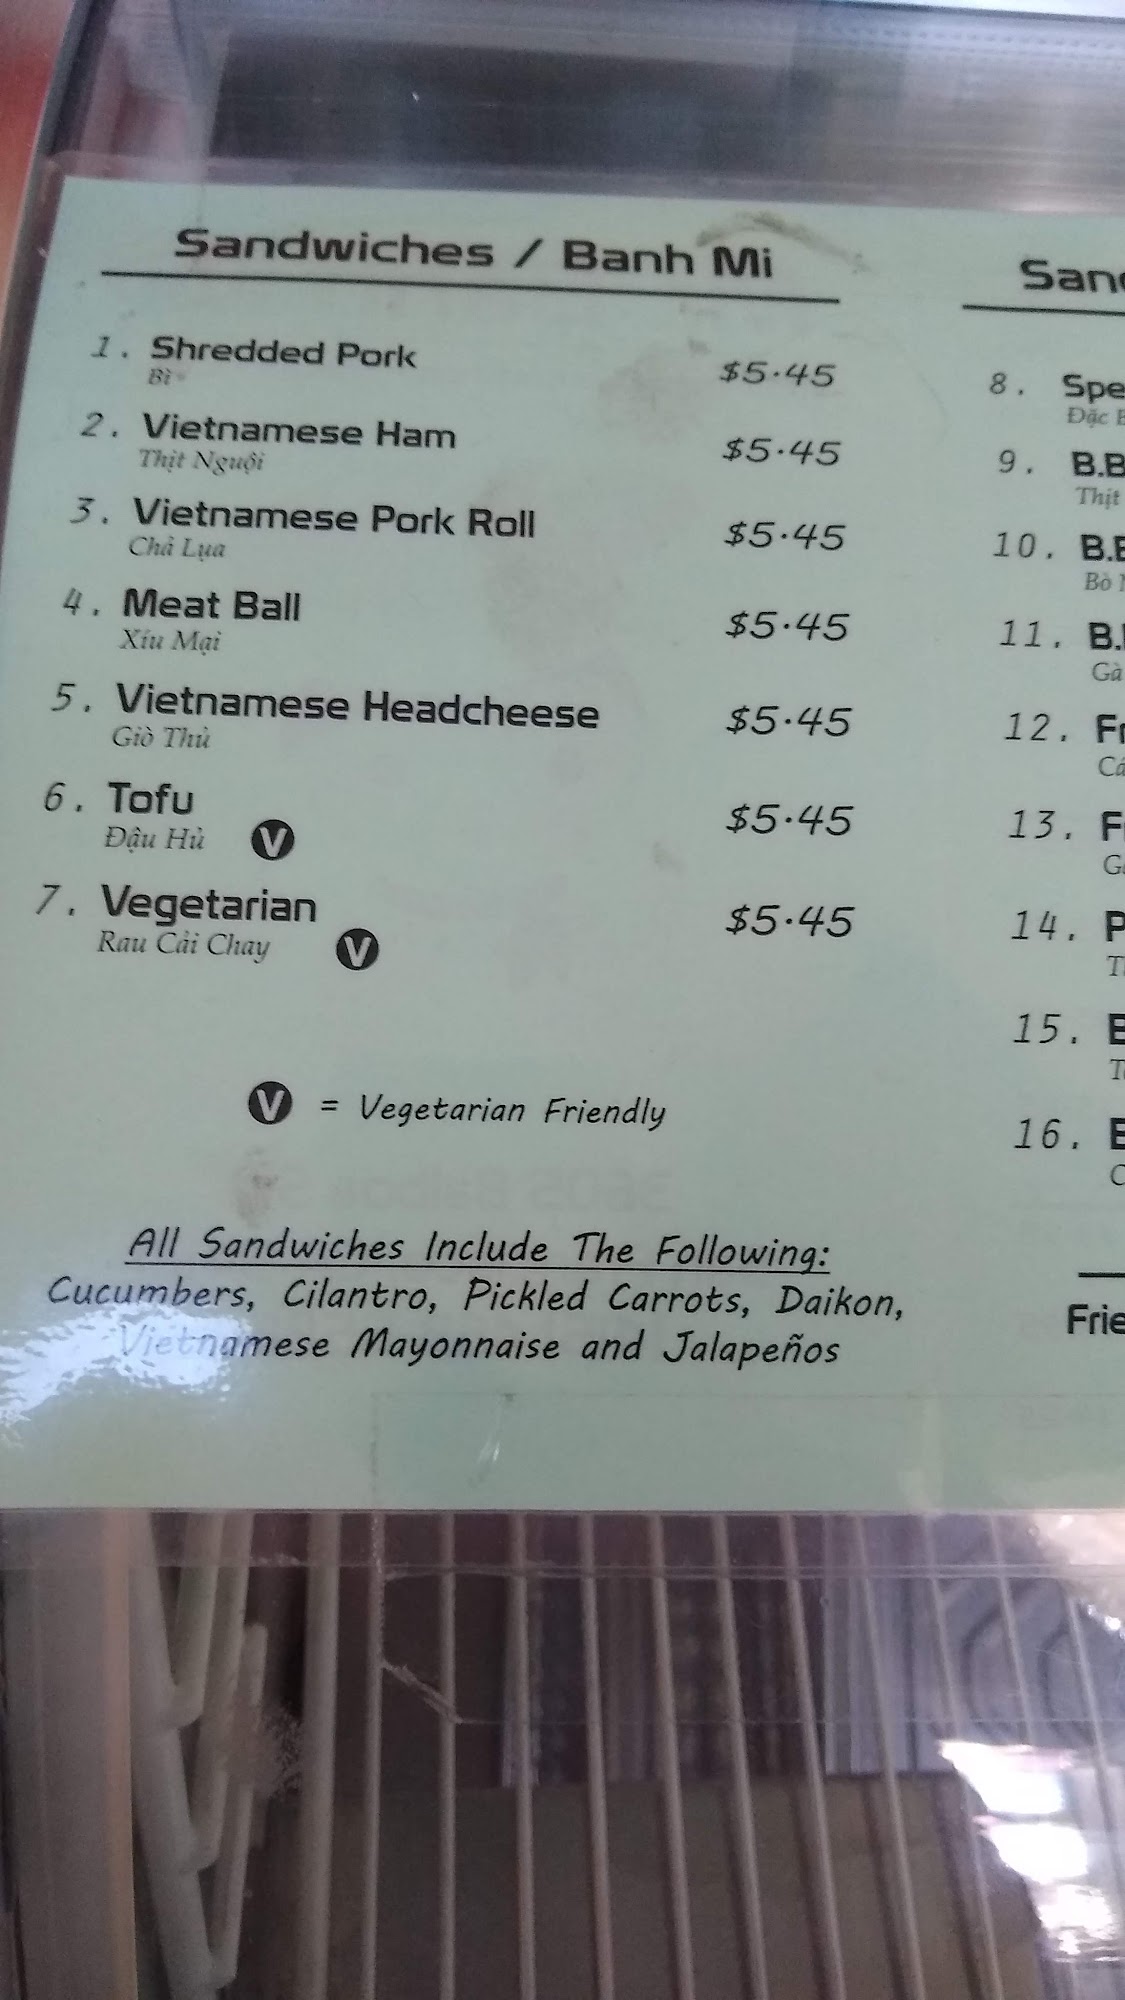 Sandwiches / Banh Mi
1. Shredded Pork $5.45
Bì
2. Vietnamese Ham $5.45
Thịt Nguội
3. Vietnamese Pork Roll $5.45
Chả Lụa
4. Meat Ball $5.45
Xíu Mại
5. Vietnamese Headcheese $5.45
Giò Thủ
6. Tofu $5.45
Đậu Hủ V
7. Vegetarian $5.45
Rau Cải Chay V
V = Vegetarian Friendly
All Sandwiches Include The Following:
Cucumbers, Cilantro, Pickled Carrots, Daikon,
Vietnamese Mayonnaise and Jalapeños
8.
Đặc
9.
Thịt
10.
Bò
11.
Gà
12.
13.
14.
15.
16.